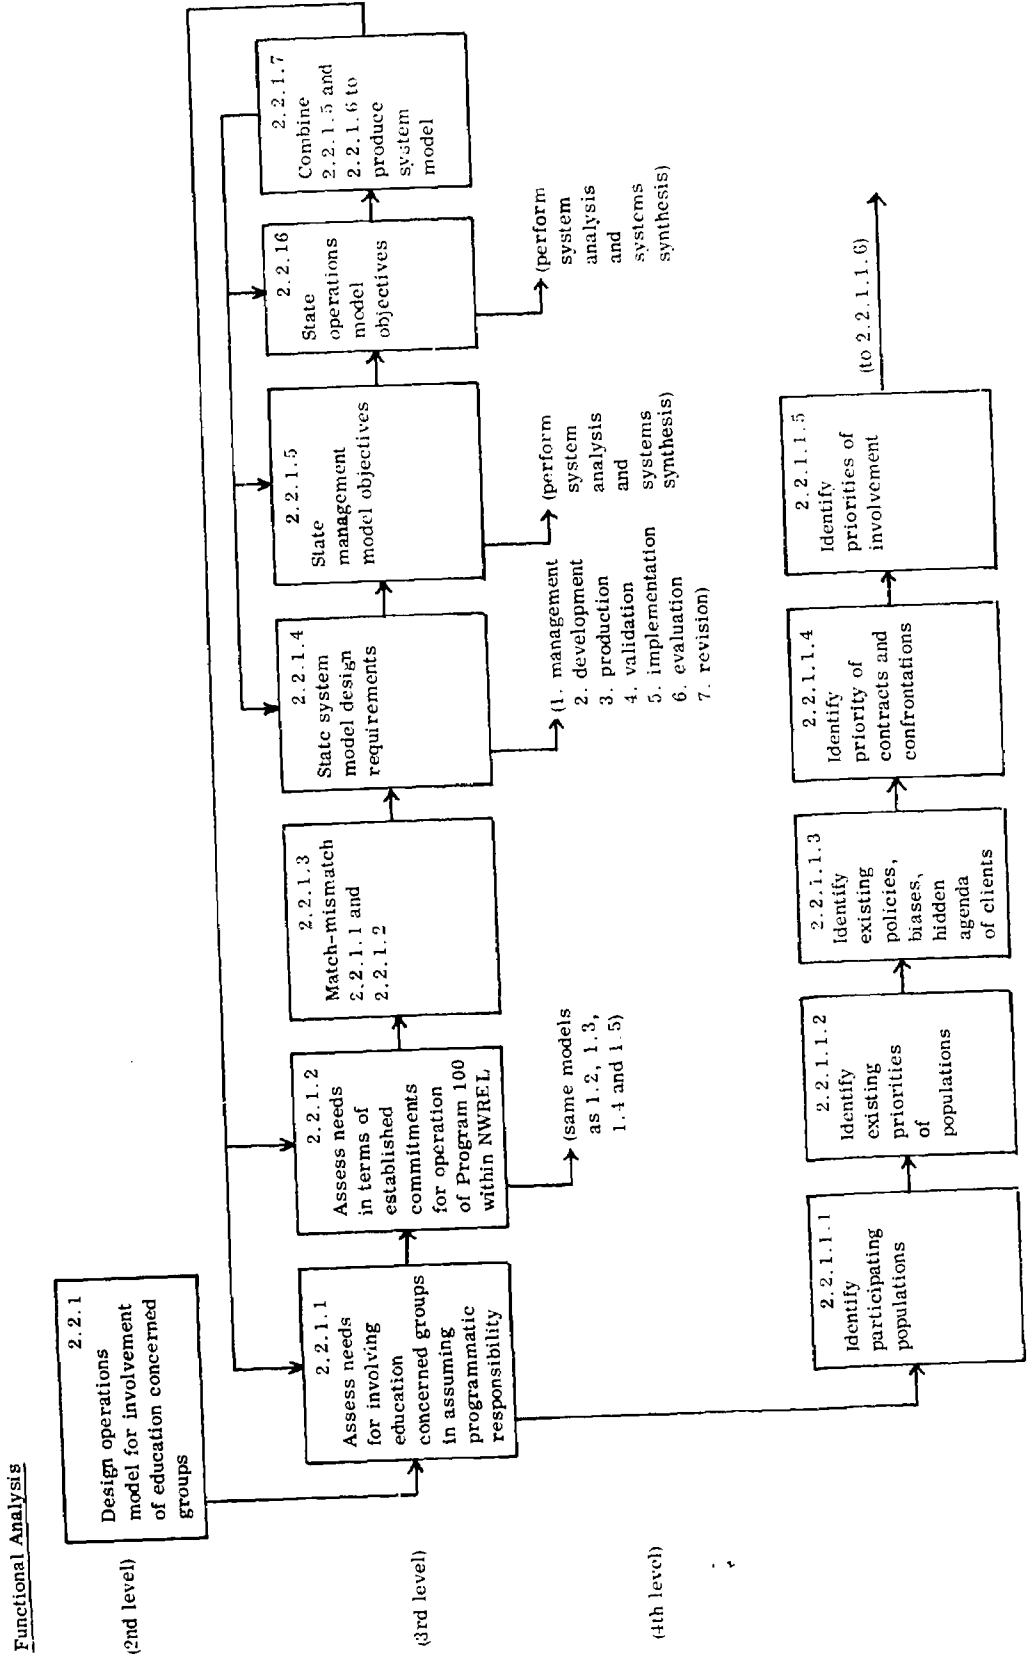 Functional Analysis
(2nd level)
2.2.1
Design operations
model for involvement
of education concerned
groups
(3rd level)
2.2.1.1
Assess needs
for involving
education
concerned groups
in assuming
programmatic
responsibility
2.2.1.2
Assess needs
in terms of
established
commitments
for operation
of Program 100
within NWREL
(same models
as 1.2, 1.3,
1.4 and 1.5)
2.2.1.3
Match-mismatch
2.2.1.1 and
2.2.1.2
2.2.1.4
State system
model design
requirements
(1. management
2. development
3. production
4. validation
5. implementation
6. evaluation
7. revision)
2.2.1.5
State
management
model objectives
(perform
system
analysis
and
systems
synthesis)
2.2.16
State
operations
model
objectives
(perform
system
analysis
and
systems
synthesis)
2.2.1.7
Combine
2.2.1.5 and
2.2.1.6 to
produce
system
model
(4th level)
2.2.1.1.1
Identify
participating
populations
2.2.1.1.2
Identify
existing
priorities
of
populations
2.2.1.1.3
Identify
existing
policies,
biases,
hidden
agenda
of clients
2.2.1.1.4
Identify
priority of
contracts and
confrontations
2.2.1.1.5
Identify
priorities of
involvement
(to 2.2.1.1.6)